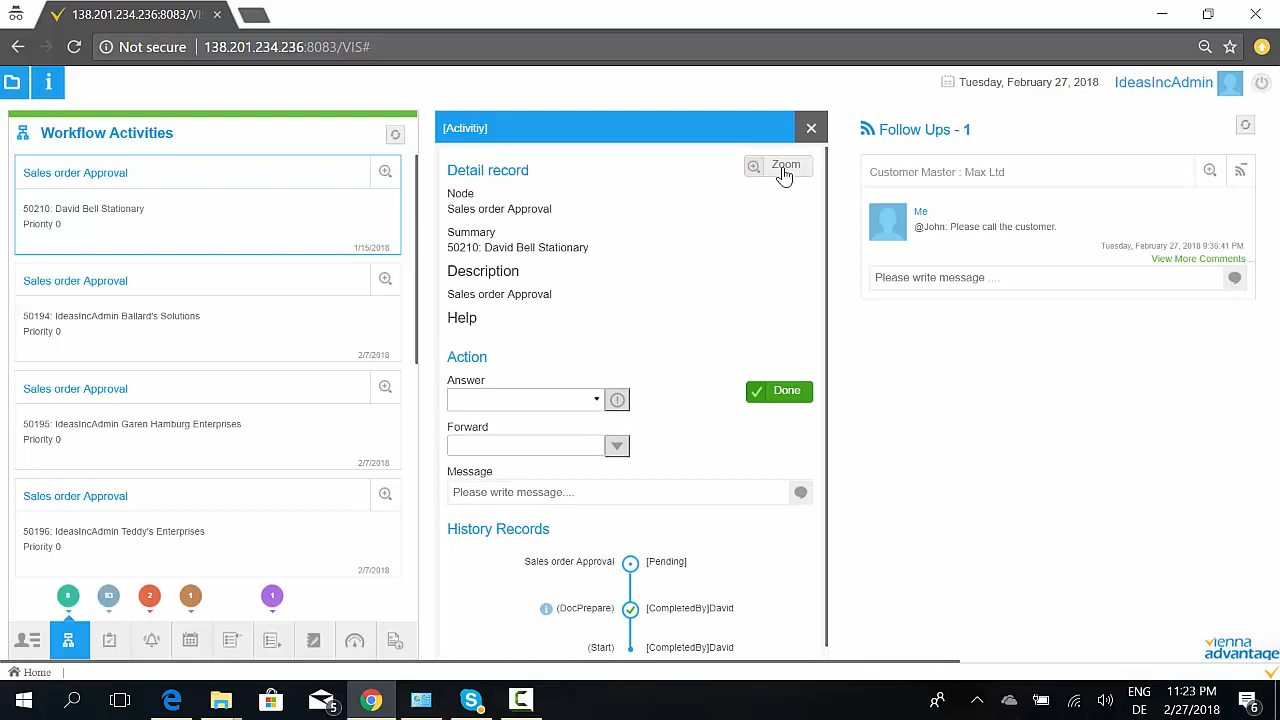 138.201.234.236:8083/VI
Not secure 138.201.234.236:8083/VIS#
Tuesday, February 27, 2018 IdeasIncAdmin
Workflow Activities
Sales order Approval
50210: David Bell Stationary
Priority 0
1/15/2018
Sales order Approval
50194: IdeasIncAdmin Ballard's Solutions
Priority 0
2/7/2018
Sales order Approval
50195: IdeasIncAdmin Garen Hamburg Enterprises
Priority 0
2/7/2018
Sales order Approval
50196: IdeasIncAdmin Teddy's Enterprises
Priority 0
2/7/2018
8 83 2 1 1
[Activitiy]
Detail record
Zoom
Node
Sales order Approval
Summary
50210: David Bell Stationary
Description
Sales order Approval
Help
Action
Answer
Done
Forward
Message
Please write message....
History Records
Sales order Approval [Pending]
(DocPrepare) [CompletedBy]David
(Start) [CompletedBy]David
Follow Ups - 1
Customer Master : Max Ltd
Me
@John: Please call the customer.
Tuesday, February 27, 2018 9:36:41 PM
View More Comments ..
Please write message ....
vienna
advantage
Home
5
ENG
DE
11:23 PM
2/27/2018
6